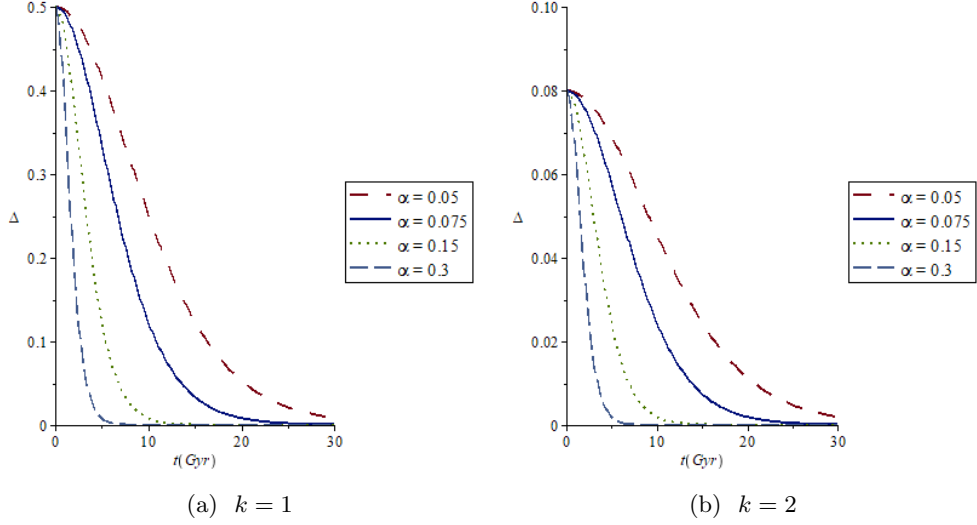 0.5
0.4
0.3
Δ
0.2
0.1
0
0
10
20
30
t(Gyr)
α = 0.05
α = 0.075
α = 0.15
α = 0.3
(a) k = 1
0.10
0.08
0.06
Δ
0.04
0.02
0
0
10
20
30
t(Gyr)
α = 0.05
α = 0.075
α = 0.15
α = 0.3
(b) k = 2